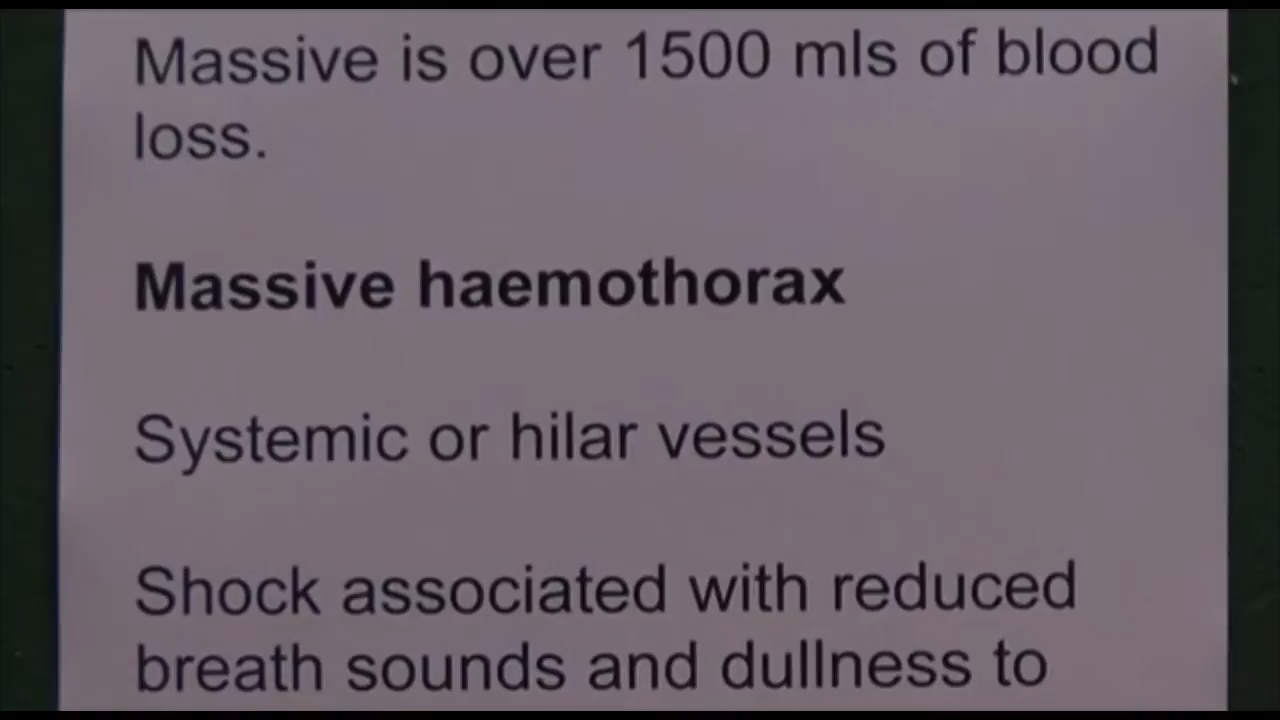 Massive is over 1500 mls of blood
loss.
Massive haemothorax
Systemic or hilar vessels
Shock associated with reduced
breath sounds and dullness to